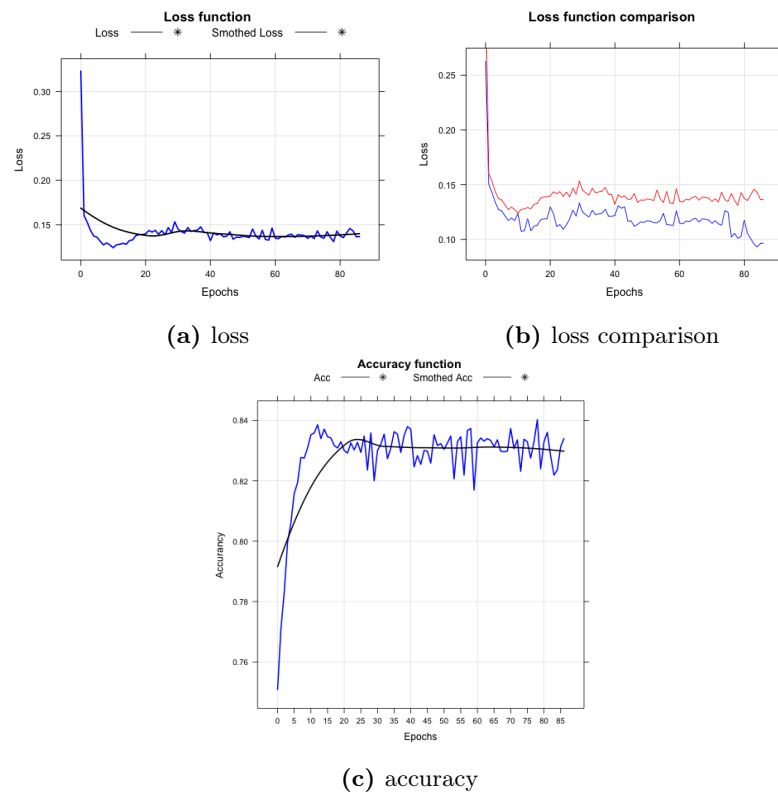 Loss function
Loss * Smothed Loss *
0.30
0.25
0.20
0.15
Loss
0 20 40 60 80
Epochs
(a) loss
Loss function comparison
0.25
0.20
0.15
0.10
Loss
0 20 40 60 80
Epochs
(b) loss comparison
Accuracy function
Acc * Smothed Acc *
0.84
0.82
0.80
0.78
0.76
Accurancy
0 5 10 15 20 25 30 35 40 45 50 55 60 65 70 75 80 85
Epochs
(c) accuracy